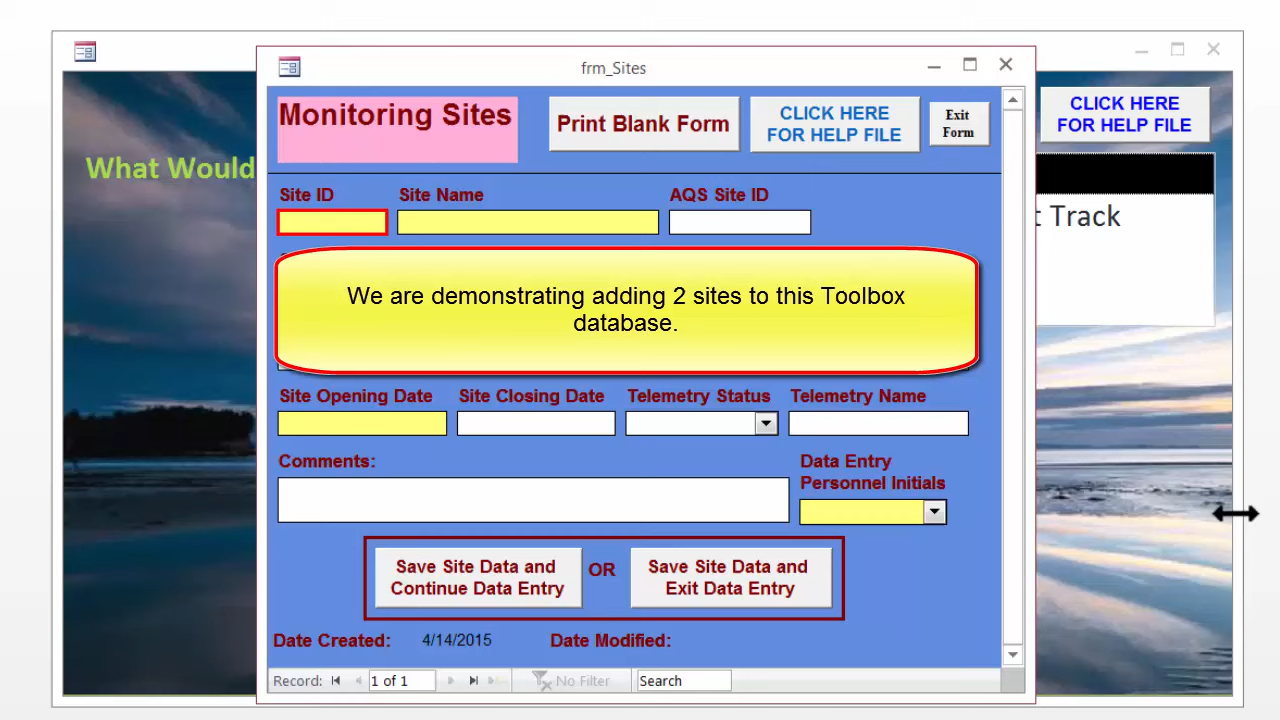 frm_Sites
Monitoring Sites
Print Blank Form
CLICK HERE
FOR HELP FILE
Exit
Form
CLICK HERE
FOR HELP FILE
What Would
t Track
Site ID
Site Name
AQS Site ID
We are demonstrating adding 2 sites to this Toolbox
database.
Site Opening Date
Site Closing Date
Telemetry Status
Telemetry Name
Comments:
Data Entry
Personnel Initials
Save Site Data and
Continue Data Entry
OR
Save Site Data and
Exit Data Entry
Date Created:
4/14/2015
Date Modified:
Record:
1 of 1
No Filter
Search